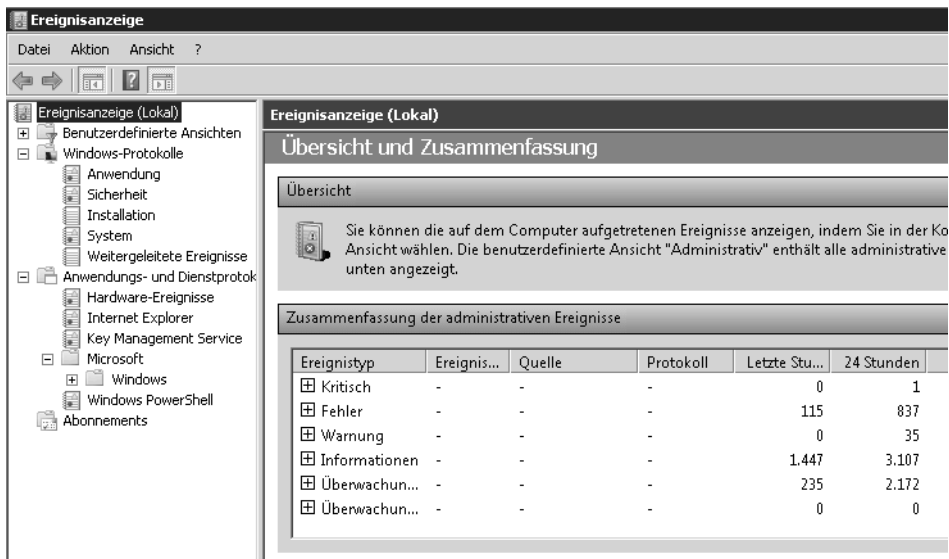 Ereignisanzeige
Datei Aktion Ansicht ?
Ereignisanzeige (Lokal)
Benutzerdefinierte Ansichten
Windows-Protokolle
Anwendung
Sicherheit
Installation
System
Weitergeleitete Ereignisse
Anwendungs- und Dienstprotok
Hardware-Ereignisse
Internet Explorer
Key Management Service
Microsoft
Windows
Windows PowerShell
Abonnements
Ereignisanzeige (Lokal)
Übersicht und Zusammenfassung
Übersicht
Sie können die auf dem Computer aufgetretenen Ereignisse anzeigen, indem Sie in der Ko
Ansicht wählen. Die benutzerdefinierte Ansicht "Administrativ" enthält alle administrative
unten angezeigt.
Zusammenfassung der administrativen Ereignisse
Ereignistyp Ereignis... Quelle Protokoll Letzte Stu... 24 Stunden
Kritisch - - - 0 1
Fehler - - - 115 837
Warnung - - - 0 35
Informationen - - - 1.447 3.107
Überwachun... - - - 235 2.172
Überwachun... - - - 0 0